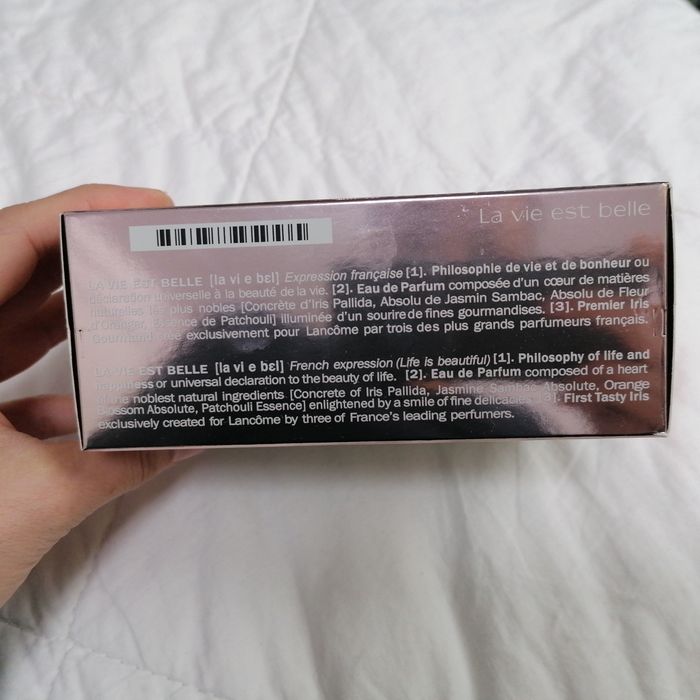 La vie est belle
LA VIE EST BELLE [la vi e bɛl] Expression française [1]. Philosophie de vie et de bonheur ou
déclaration universelle à la beauté de la vie. [2]. Eau de Parfum composée d'un cœur de matières
naturelles les plus nobles [Concrète d'Iris Pallida, Absolu de Jasmin Sambac, Absolu de Fleur
d'Oranger, Essence de Patchouli] illuminée d'un sourire de fines gourmandises. [3]. Premier Iris
Gourmand créé exclusivement pour Lancôme par trois des plus grands parfumeurs français.
LA VIE EST BELLE [la vi e bɛl] French expression (Life is beautiful) [1]. Philosophy of life and
happiness or universal declaration to the beauty of life. [2]. Eau de Parfum composed of a heart
of the noblest natural ingredients [Concrete of Iris Pallida, Jasmine Sambac Absolute, Orange
Blossom Absolute, Patchouli Essence] enlightened by a smile of fine delicacies [3]. First Tasty Iris
exclusively created for Lancôme by three of France's leading perfumers.